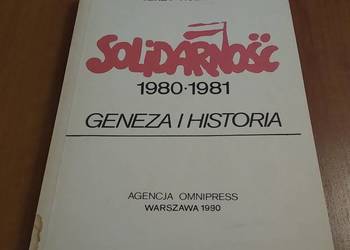 SOLIDARNOŚĆ
1980·1981
GENEZA I HISTORIA
AGENCJA OMNIPRESS
WARSZAWA 1990